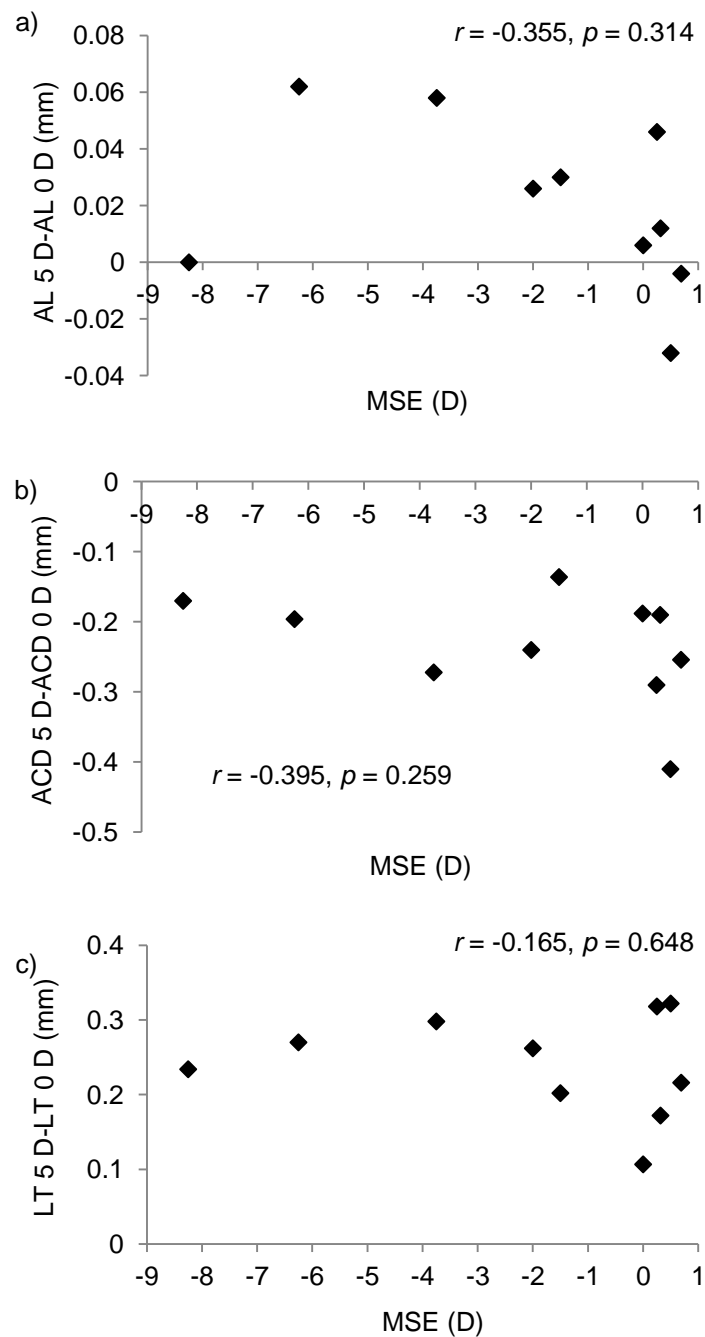 a)
r = -0.355, p = 0.314
0.08
0.06
0.04
0.02
0
-0.02
-0.04
AL 5 D-AL 0 D (mm)
-9 -8 -7 -6 -5 -4 -3 -2 -1 0 1
MSE (D)
b)
0
-0.1
-0.2
-0.3
-0.4
-0.5
ACD 5 D-ACD 0 D (mm)
-9 -8 -7 -6 -5 -4 -3 -2 -1 0 1
r = -0.395, p = 0.259
MSE (D)
c)
r = -0.165, p = 0.648
0.4
0.3
0.2
0.1
0
LT 5 D-LT 0 D (mm)
-9 -8 -7 -6 -5 -4 -3 -2 -1 0 1
MSE (D)